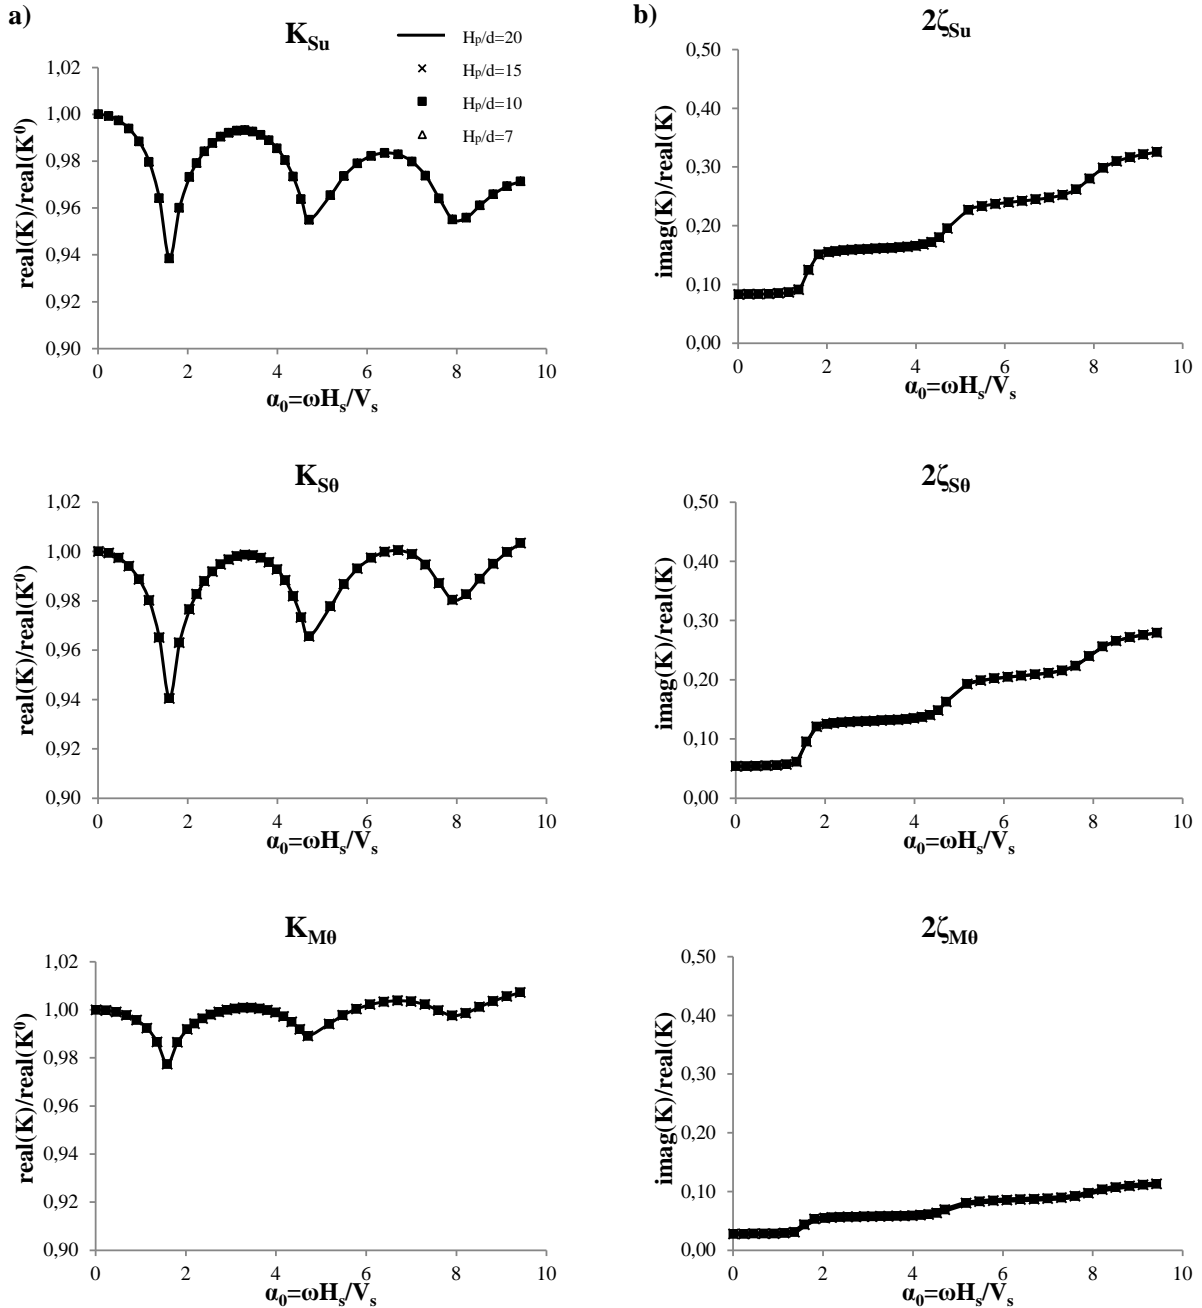 a)
K_Su
H_p/d=20
H_p/d=15
H_p/d=10
H_p/d=7
real(K)/real(K⁰)
1,02
1,00
0,98
0,96
0,94
0,92
0,90
0 2 4 6 8 10
α₀=ωH_s/V_s
b)
2ζ_Su
imag(K)/real(K)
0,50
0,40
0,30
0,20
0,10
0,00
0 2 4 6 8 10
α₀=ωH_s/V_s
K_Sθ
real(K)/real(K⁰)
1,02
1,00
0,98
0,96
0,94
0,92
0,90
0 2 4 6 8 10
α₀=ωH_s/V_s
2ζ_Sθ
imag(K)/real(K)
0,50
0,40
0,30
0,20
0,10
0,00
0 2 4 6 8 10
α₀=ωH_s/V_s
K_Mθ
real(K)/real(K⁰)
1,02
1,00
0,98
0,96
0,94
0,92
0,90
0 2 4 6 8 10
α₀=ωH_s/V_s
2ζ_Mθ
imag(K)/real(K)
0,50
0,40
0,30
0,20
0,10
0,00
0 2 4 6 8 10
α₀=ωH_s/V_s